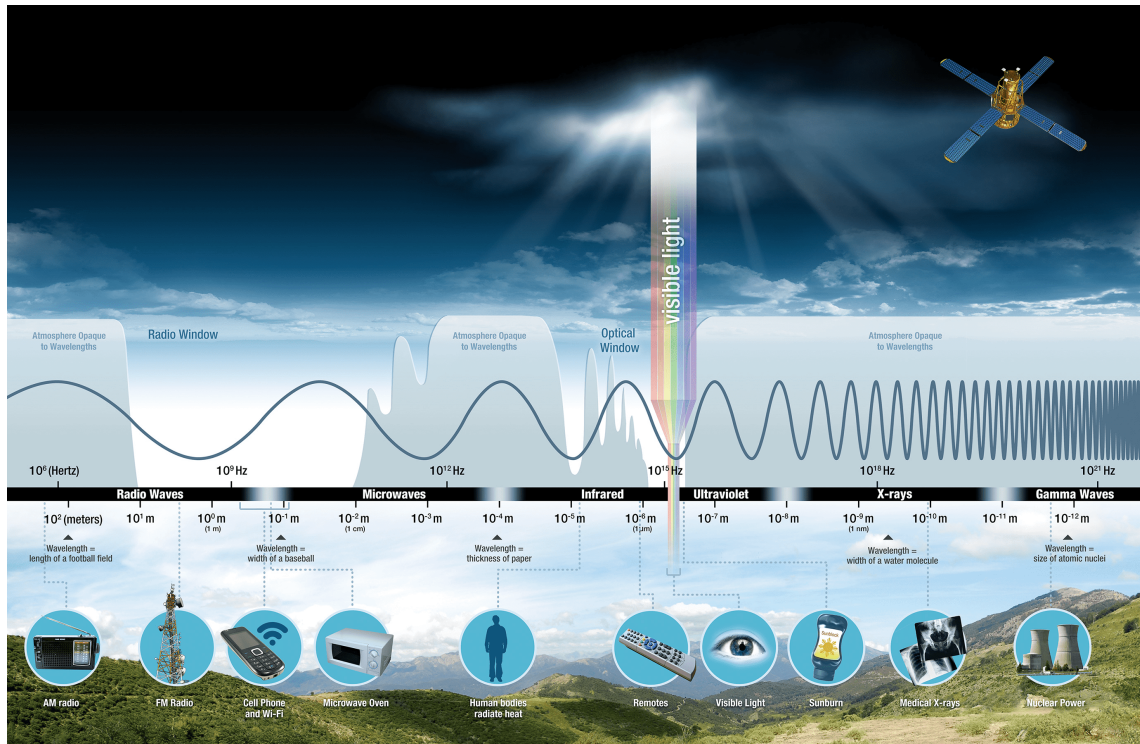 visible light
Atmosphere Opaque
to Wavelengths
Radio Window
Atmosphere Opaque
to Wavelengths
Optical
Window
Atmosphere Opaque
to Wavelengths
10⁶ (Hertz)
10⁹ Hz
10¹² Hz
10¹⁵ Hz
10¹⁸ Hz
10²¹ Hz
Radio Waves
Microwaves
Infrared
Ultraviolet
X-rays
Gamma Waves
10² (meters)
10¹ m
10⁰ m
(1 m)
10⁻¹ m
10⁻² m
(1 cm)
10⁻³ m
10⁻⁴ m
10⁻⁵ m
10⁻⁶ m
(1 µm)
10⁻⁷ m
10⁻⁸ m
10⁻⁹ m
(1 nm)
10⁻¹⁰ m
10⁻¹¹ m
10⁻¹² m
Wavelength =
length of a football field
Wavelength =
width of a baseball
Wavelength =
thickness of paper
Wavelength =
width of a water molecule
Wavelength =
size of atomic nuclei
Sunblock
AM radio
FM Radio
Cell Phone
and Wi-Fi
Microwave Oven
Human bodies
radiate heat
Remotes
Visible Light
Sunburn
Medical X-rays
Nuclear Power